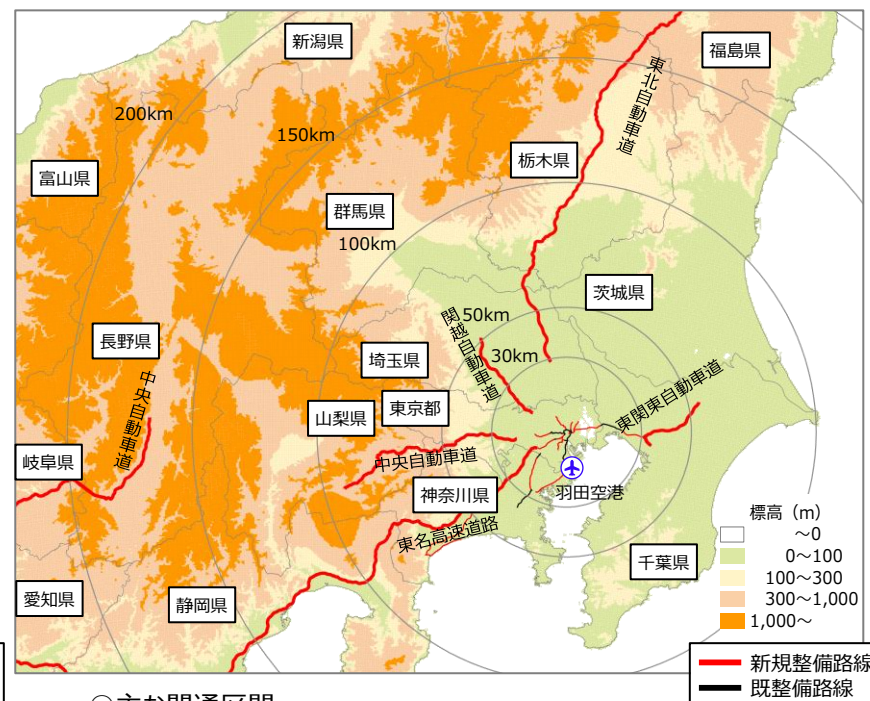 新潟県
福島県
東北自動車道
200km
150km
栃木県
富山県
群馬県
100km
茨城県
50km
関越自動車道
30km
長野県
埼玉県
中央自動車道
山梨県
東京都
東関東自動車道
岐阜県
中央自動車道
神奈川県
羽田空港
東名高速道路
標高（m）
～0
0～100
100～300
300～1,000
1,000～
千葉県
愛知県
静岡県
新規整備路線
既整備路線
○主な開通区間